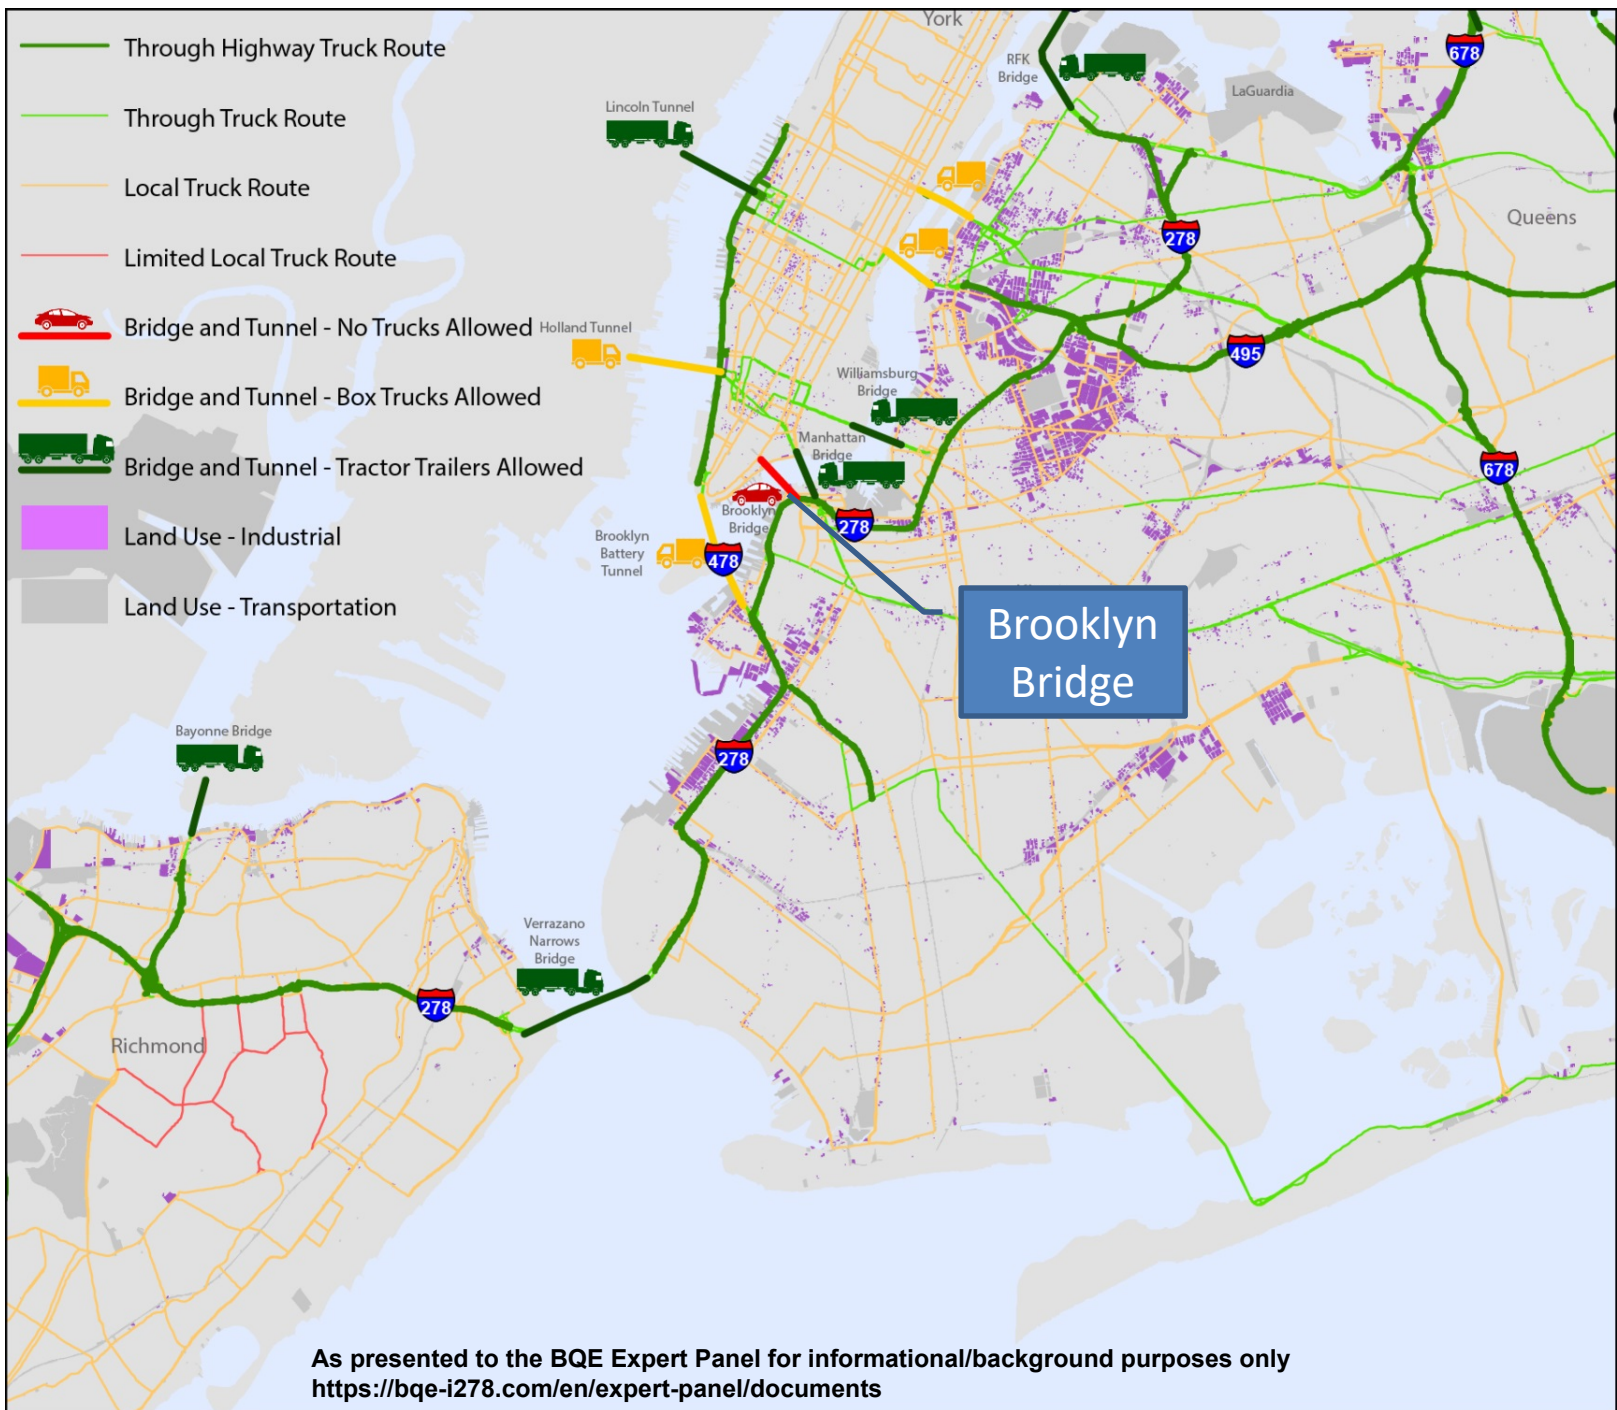 Through Highway Truck Route
Through Truck Route
Local Truck Route
Limited Local Truck Route
Bridge and Tunnel - No Trucks Allowed
Bridge and Tunnel - Box Trucks Allowed
Bridge and Tunnel - Tractor Trailers Allowed
Land Use - Industrial
Land Use - Transportation
York
RFK
Bridge
678
LaGuardia
Lincoln Tunnel
Queens
278
Holland Tunnel
495
Williamsburg
Bridge
Manhattan
Bridge
678
Brooklyn
Bridge
278
Brooklyn
Battery
Tunnel
478
Brooklyn
Bridge
Bayonne Bridge
278
Verrazano
Narrows
Bridge
278
Richmond
As presented to the BQE Expert Panel for informational/background purposes only
https://bqe-i278.com/en/expert-panel/documents